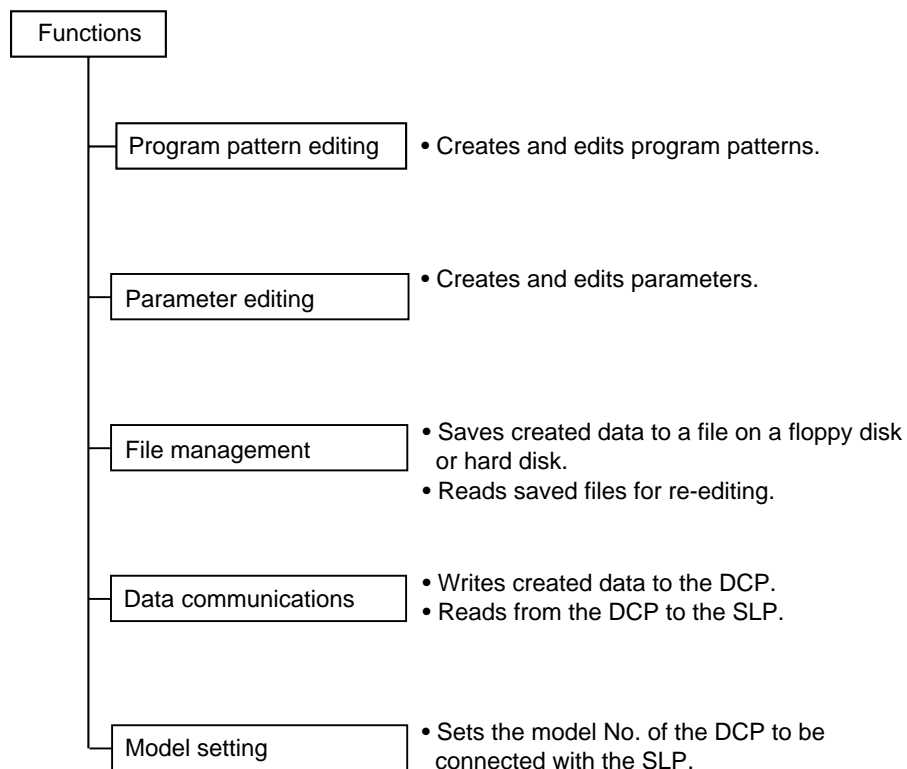 Functions
Program pattern editing
• Creates and edits program patterns.
Parameter editing
• Creates and edits parameters.
File management
• Saves created data to a file on a floppy disk
or hard disk.
• Reads saved files for re-editing.
Data communications
• Writes created data to the DCP.
• Reads from the DCP to the SLP.
Model setting
• Sets the model No. of the DCP to be
connected with the SLP.